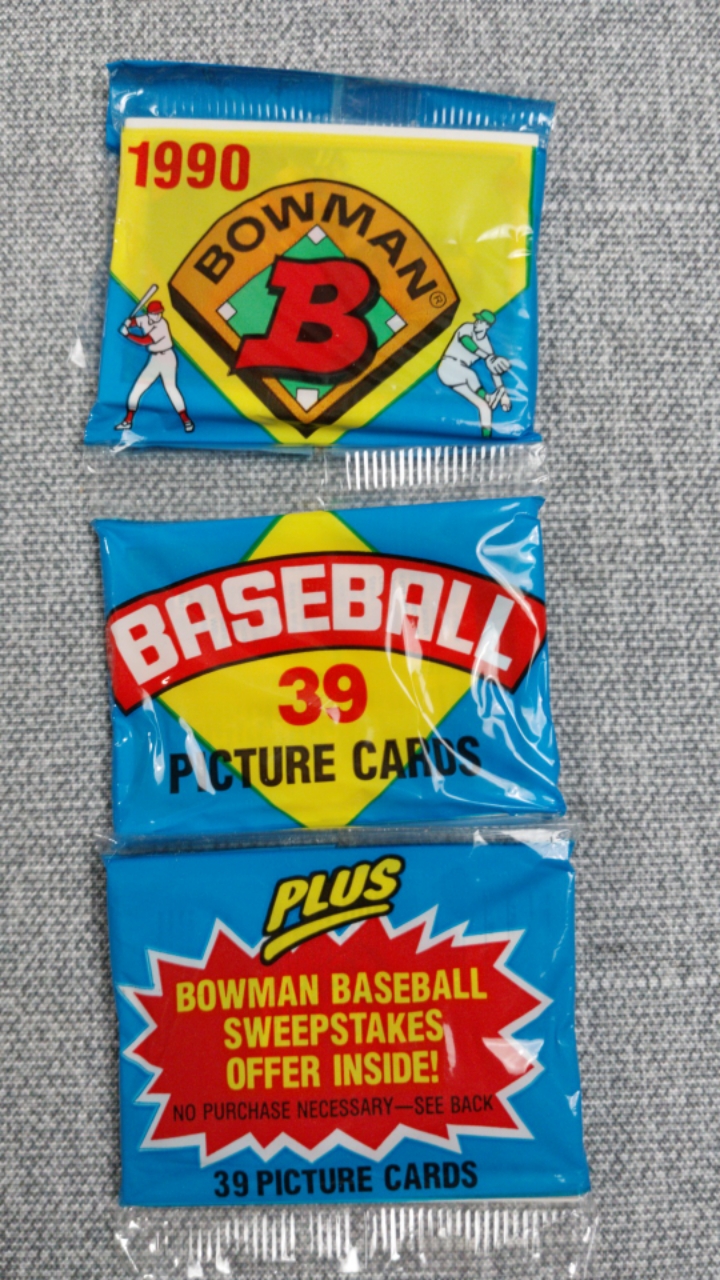 1990
BOWMAN®
B
BASEBALL
39
PICTURE CARDS
PLUS
BOWMAN BASEBALL
SWEEPSTAKES
OFFER INSIDE!
NO PURCHASE NECESSARY—SEE BACK
39 PICTURE CARDS